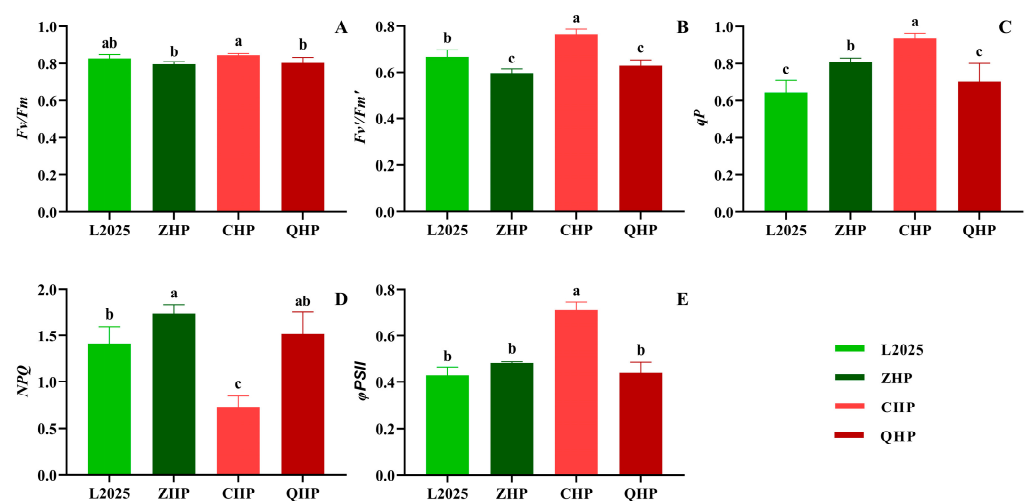 A
Fv/Fm
1.0
0.8
0.6
0.4
0.2
0.0
ab
b
a
b
L2025 ZHP CHP QHP
B
Fv'/Fm'
0.8
0.6
0.4
0.2
0.0
b
c
a
c
L2025 ZHP CHP QHP
C
qP
1.0
0.8
0.6
0.4
0.2
0.0
c
b
a
c
L2025 ZHP CHP QHP
D
NPQ
2.0
1.5
1.0
0.5
0.0
b
a
c
ab
L2025 ZIIP CIIP QIIP
E
φPSII
0.8
0.6
0.4
0.2
0.0
b
b
a
b
L2025 ZHP CHP QHP
L2025
ZHP
CIIP
QHP